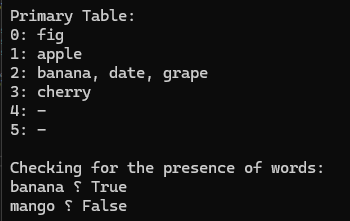 Primary Table:
0: fig
1: apple
2: banana, date, grape
3: cherry
4: -
5: -
Checking for the presence of words:
banana ⸮ True
mango ⸮ False